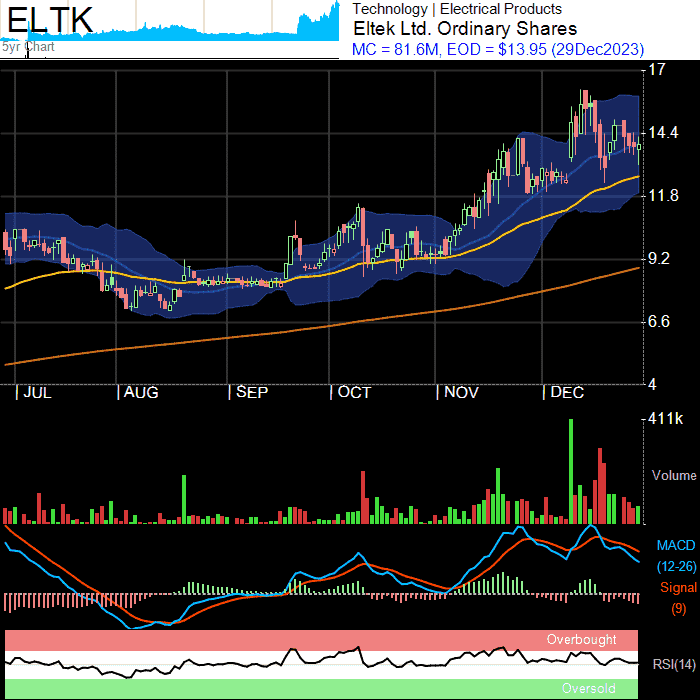 ELTK
5yr Chart
Technology | Electrical Products
Eltek Ltd. Ordinary Shares
MC = 81.6M, EOD = $13.95 (29Dec2023)
17
14.4
11.8
9.2
6.6
4
| JUL | AUG | SEP | OCT | NOV | DEC
411k
Volume
MACD
(12-26)
Signal
(9)
Overbought
RSI(14)
Oversold